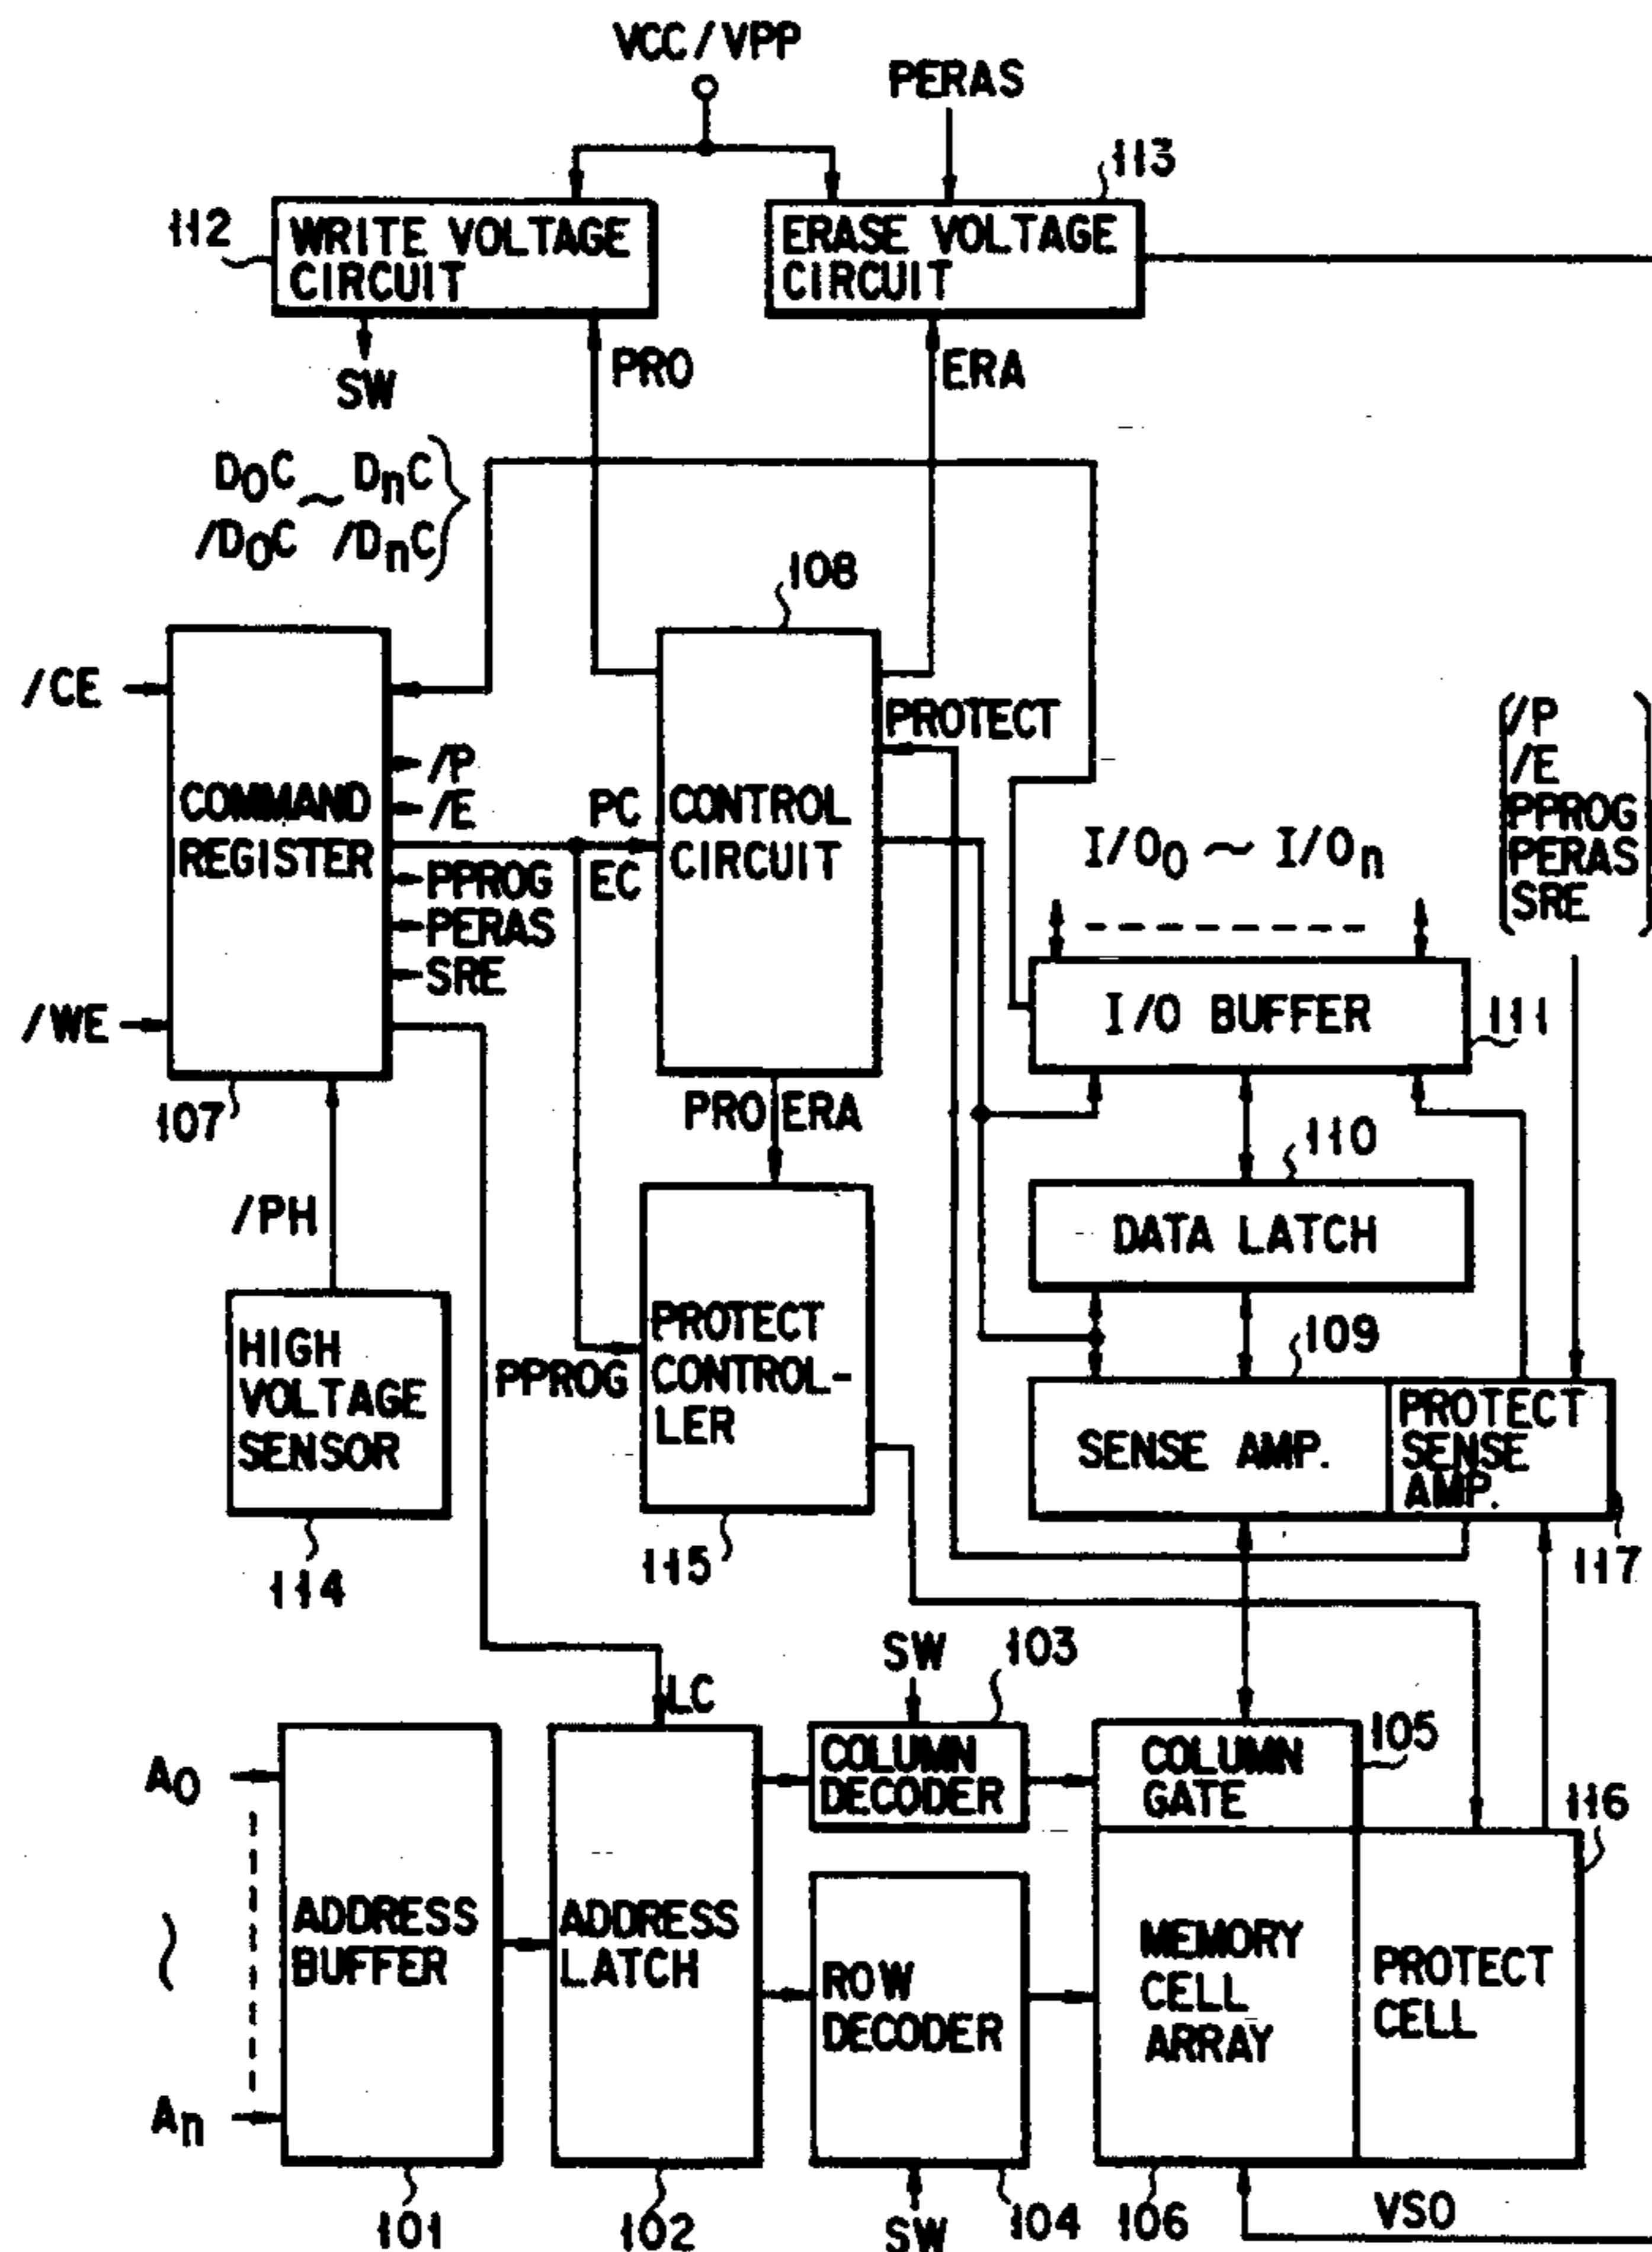 VCC/VPP
PERAS
113
112
WRITE VOLTAGE
CIRCUIT
ERASE VOLTAGE
CIRCUIT
SW
PRO
ERA
D0C ~ DnC
/D0C /DnC
108
/CE
/WE
COMMAND
REGISTER
/P
/E
PPROG
PERAS
SRE
PC
EC
CONTROL
CIRCUIT
PROTECT
/P
/E
PPROG
PERAS
SRE
I/O0 ~ I/On
I/O BUFFER
111
107
PRO ERA
110
/PH
DATA LATCH
109
HIGH
VOLTAGE
SENSOR
114
PPROG
PROTECT
CONTROL-
LER
115
SENSE AMP.
PROTECT
SENSE
AMP.
117
SW
103
LC
COLUMN
DECODER
COLUMN
GATE
105
116
A0
~
An
ADDRESS
BUFFER
ADDRESS
LATCH
ROW
DECODER
MEMORY
CELL
ARRAY
PROTECT
CELL
101
102
SW
104
106
VSO